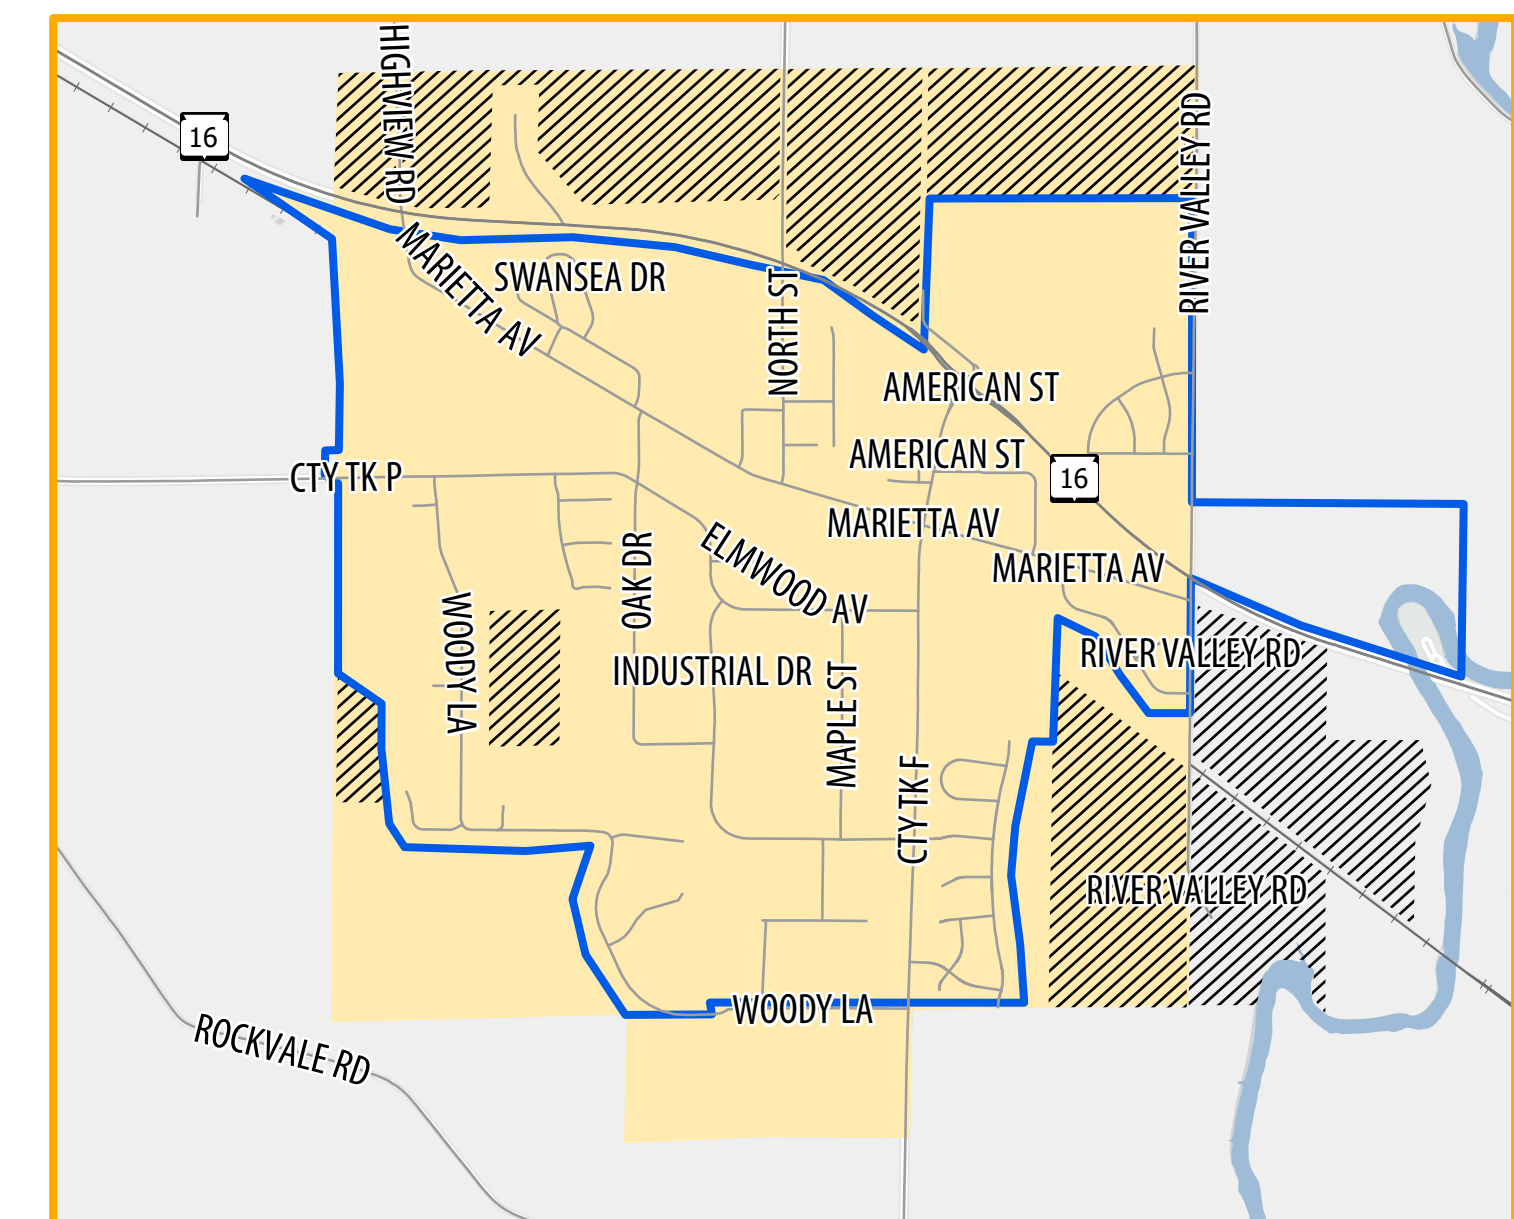 HIGHVIEW RD
16
RIVER VALLEY RD
MARIETTA AV
SWANSEA DR
NORTH ST
AMERICAN ST
AMERICAN ST
CTY TK P
16
MARIETTA AV
ELMWOOD AV
OAK DR
MARIETTA AV
WOODY LA
RIVER VALLEY RD
INDUSTRIAL DR
MAPLE ST
CTY TK F
RIVER VALLEY RD
WOODY LA
ROCKVALE RD